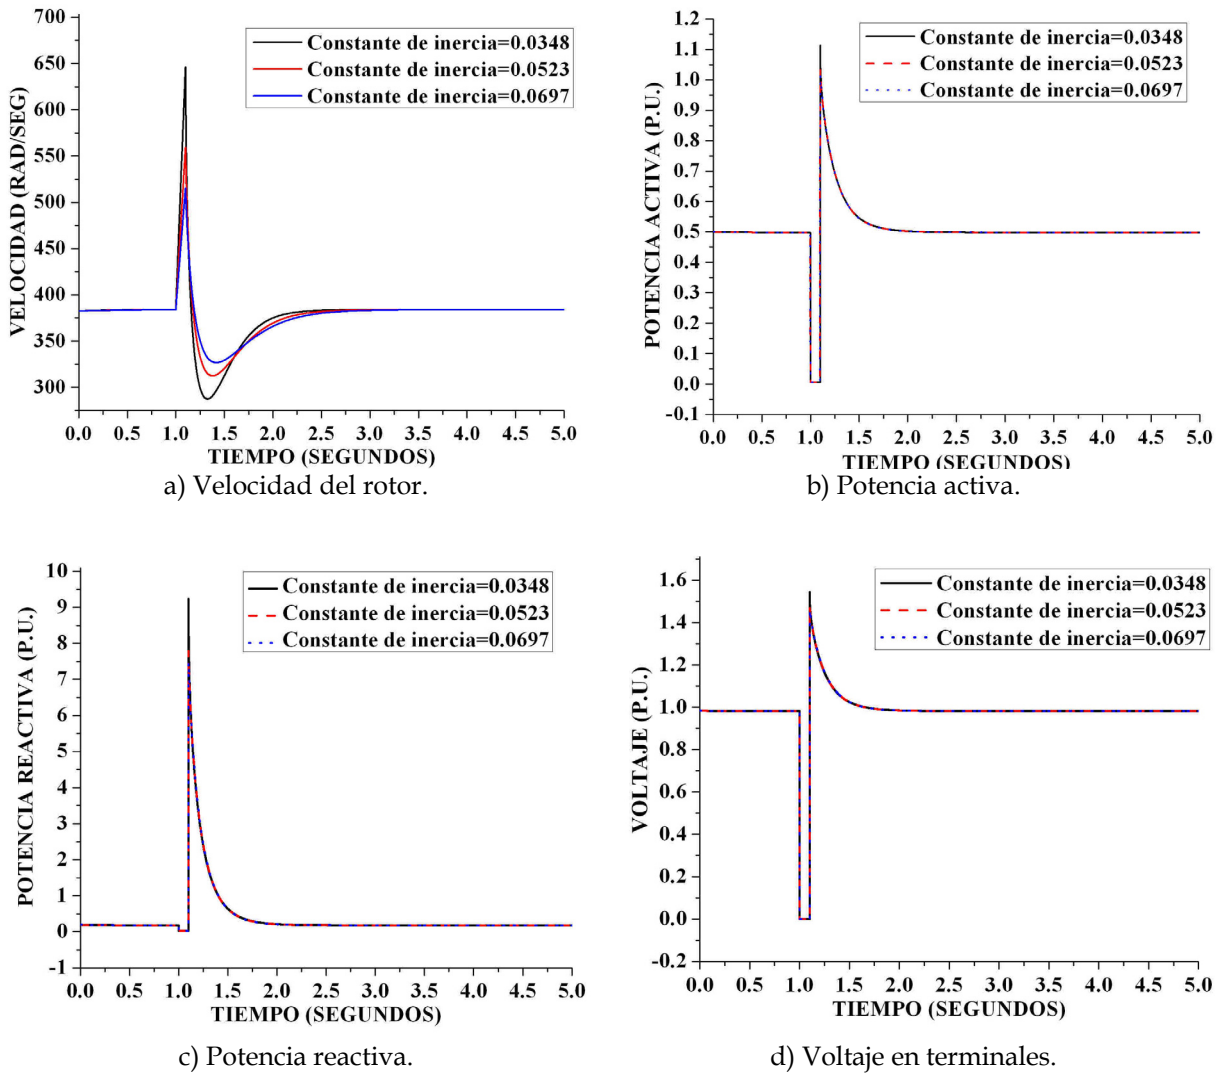 700
650
600
550
500
450
400
350
300
0.0 0.5 1.0 1.5 2.0 2.5 3.0 3.5 4.0 4.5 5.0
VELOCIDAD (RAD/SEG)
TIEMPO (SEGUNDOS)
Constante de inercia=0.0348
Constante de inercia=0.0523
Constante de inercia=0.0697
a) Velocidad del rotor.
1.2
1.1
1.0
0.9
0.8
0.7
0.6
0.5
0.4
0.3
0.2
0.1
0.0
-0.1
0.0 0.5 1.0 1.5 2.0 2.5 3.0 3.5 4.0 4.5 5.0
POTENCIA ACTIVA (P.U.)
TIEMPO (SEGUNDOS)
Constante de inercia=0.0348
Constante de inercia=0.0523
Constante de inercia=0.0697
b) Potencia activa.
10
9
8
7
6
5
4
3
2
1
0
-1
0.0 0.5 1.0 1.5 2.0 2.5 3.0 3.5 4.0 4.5 5.0
POTENCIA REACTIVA (P.U.)
TIEMPO (SEGUNDOS)
Constante de inercia=0.0348
Constante de inercia=0.0523
Constante de inercia=0.0697
c) Potencia reactiva.
1.6
1.4
1.2
1.0
0.8
0.6
0.4
0.2
0.0
-0.2
0.0 0.5 1.0 1.5 2.0 2.5 3.0 3.5 4.0 4.5 5.0
VOLTAJE (P.U.)
TIEMPO (SEGUNDOS)
Constante de inercia=0.0348
Constante de inercia=0.0523
Constante de inercia=0.0697
d) Voltaje en terminales.